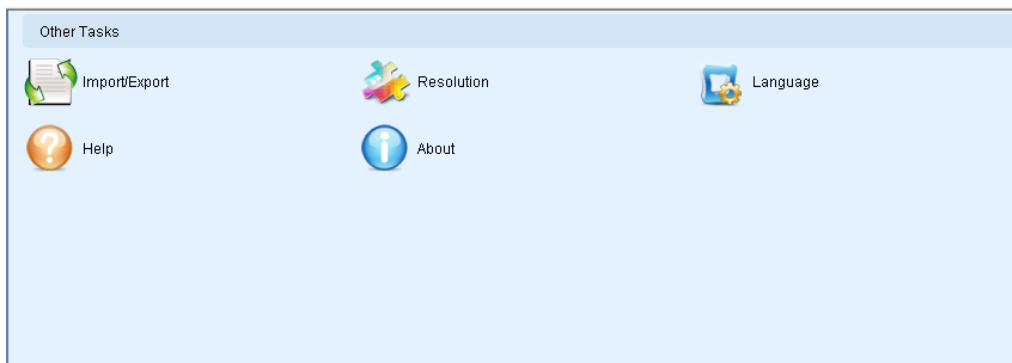 Other Tasks
Import/Export
Resolution
Language
Help
About